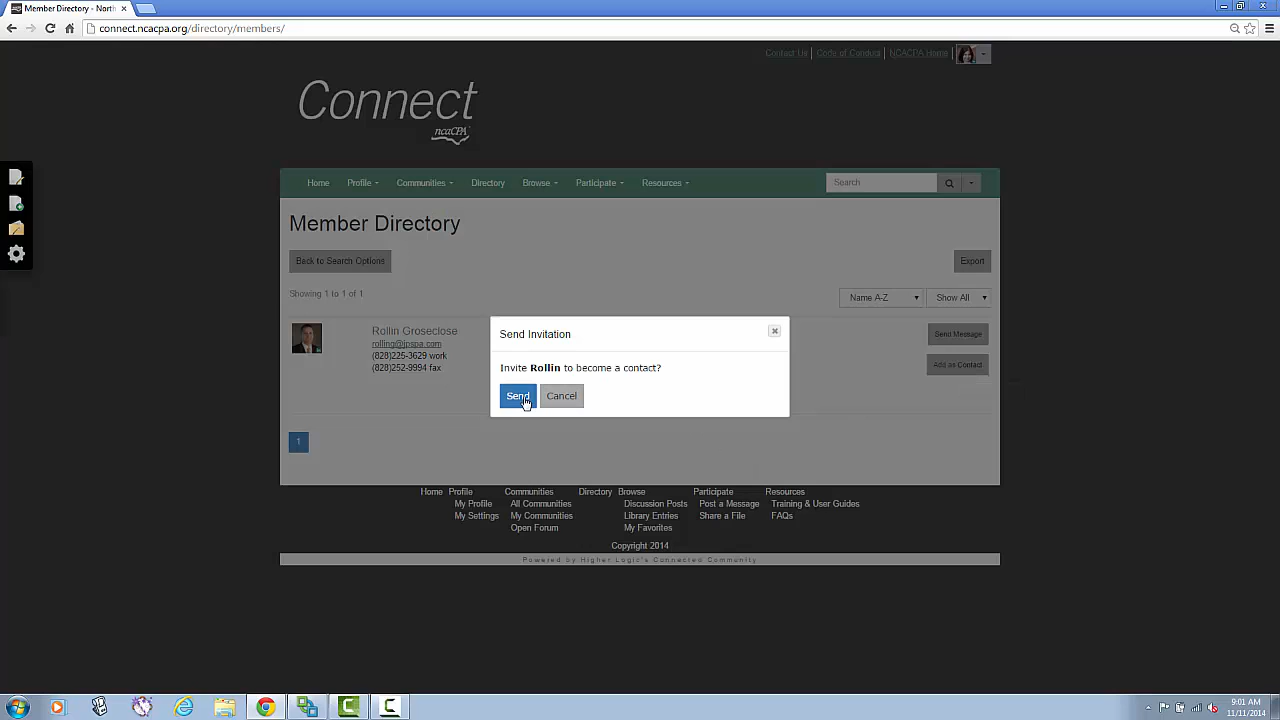 Member Directory - North
connect.ncacpa.org/directory/members/
Contact Us | Code of Conduct | NCACPA Home
Connect
ncaCPA
Home Profile Communities Directory Browse Participate Resources Search
Member Directory
Back to Search Options Export
Showing 1 to 1 of 1 Name A-Z Show All
Rollin Groseclose Send Message
rolling@lpspa.com
(828)225-3629 work
(828)252-9994 fax
Add as Contact
Send Invitation
Invite Rollin to become a contact?
Send Cancel
1
Home Profile Communities Directory Browse Participate Resources
My Profile All Communities Discussion Posts Post a Message Training & User Guides
My Settings My Communities Library Entries Share a File FAQs
Open Forum My Favorites
Copyright 2014
Powered by Higher Logic's Connected Community
9:01 AM
11/11/2014